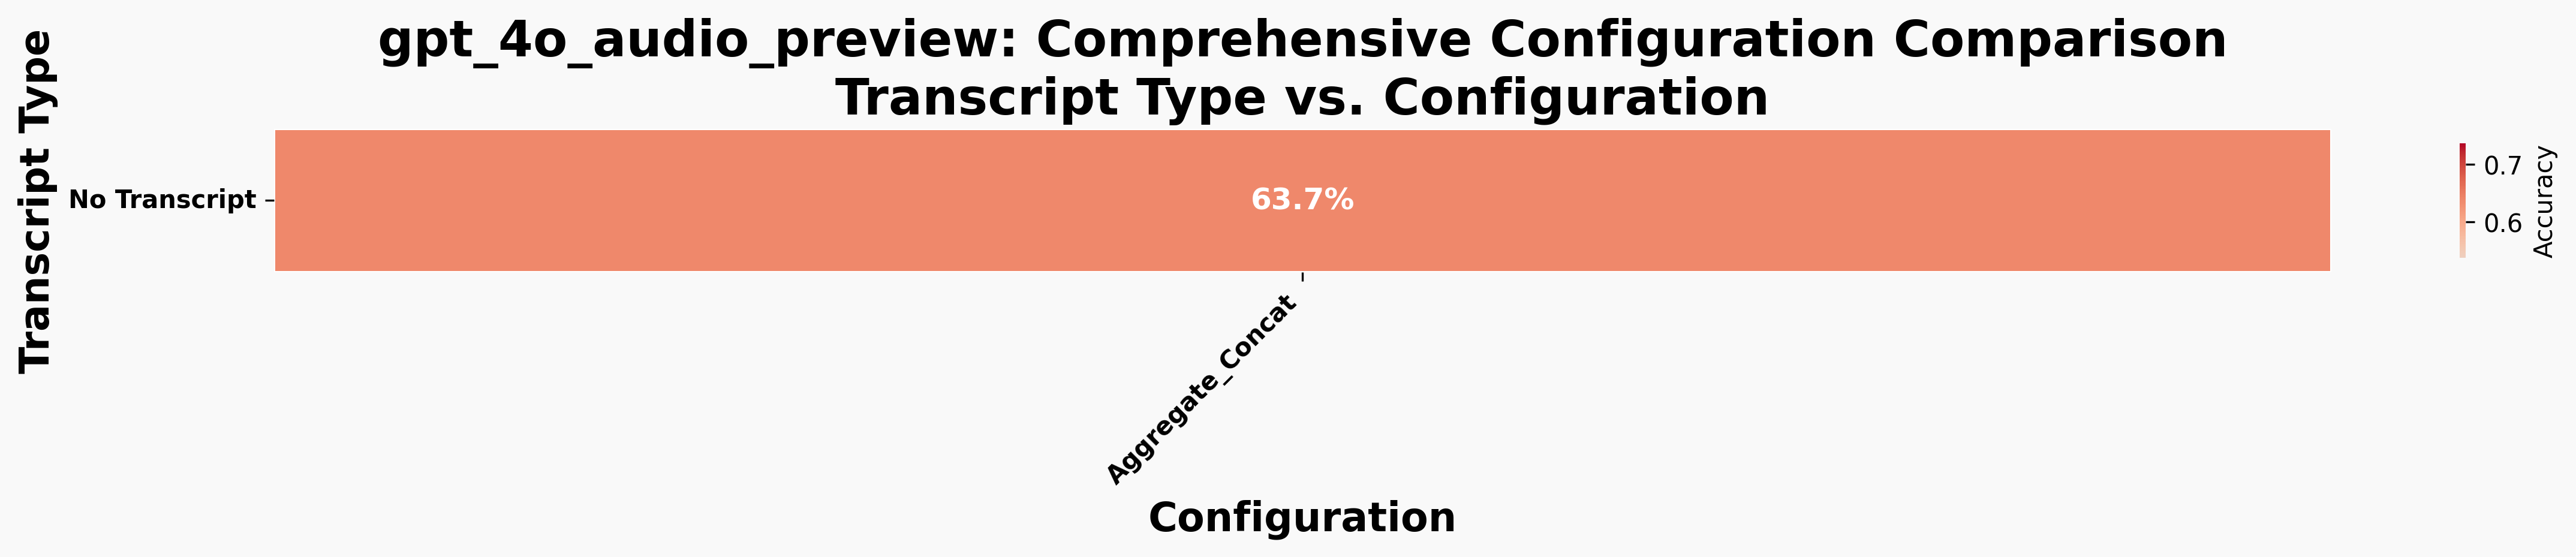 gpt_4o_audio_preview: Comprehensive Configuration Comparison
Transcript Type vs. Configuration
Transcript Type
No Transcript
63.7%
0.7
0.6
Accuracy
Aggregate_Concat
Configuration